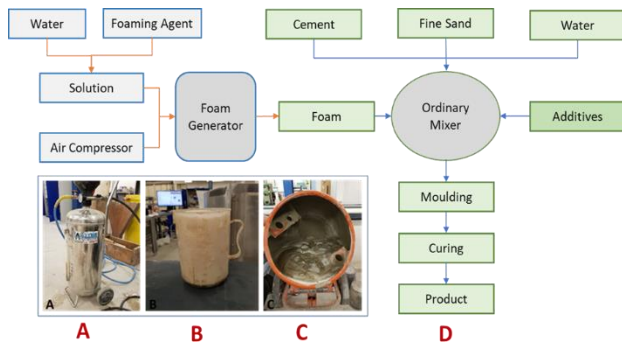 Water
Foaming Agent
Cement
Fine Sand
Water
Solution
Foam
Generator
Foam
Ordinary
Mixer
Additives
Air Compressor
Moulding
Curing
Product
A
B
C
A
B
C
D